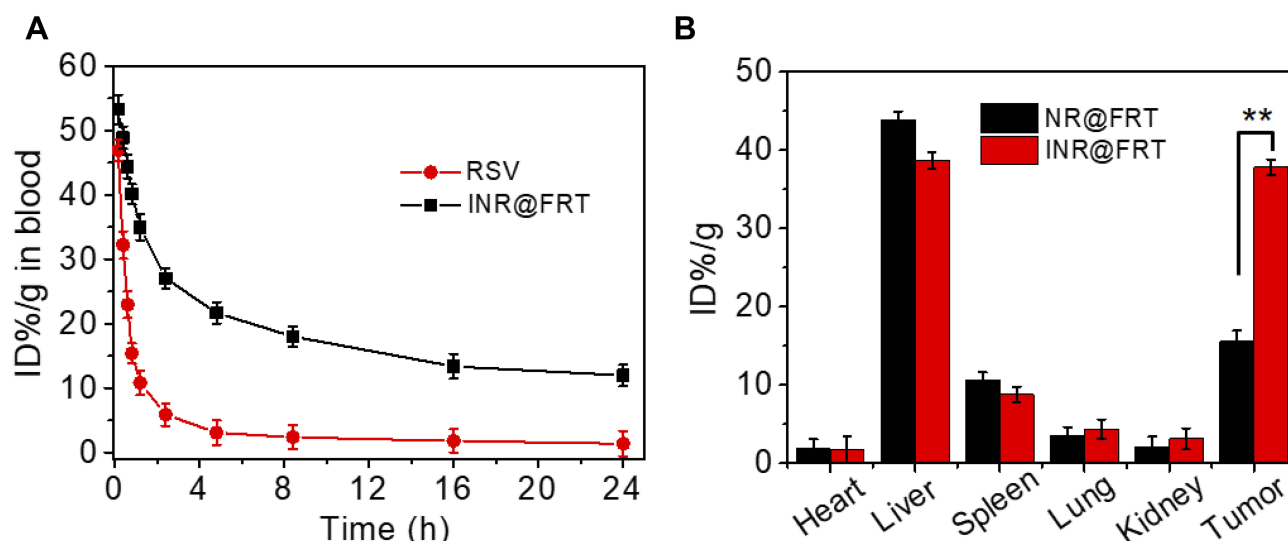 A
60
50
40
30
20
10
0
ID%/g in blood
RSV
INR@FRT
0 4 8 12 16 20 24
Time (h)
B
50
40
30
20
10
0
ID%/g
NR@FRT
INR@FRT
**
Heart Liver Spleen Lung Kidney Tumor